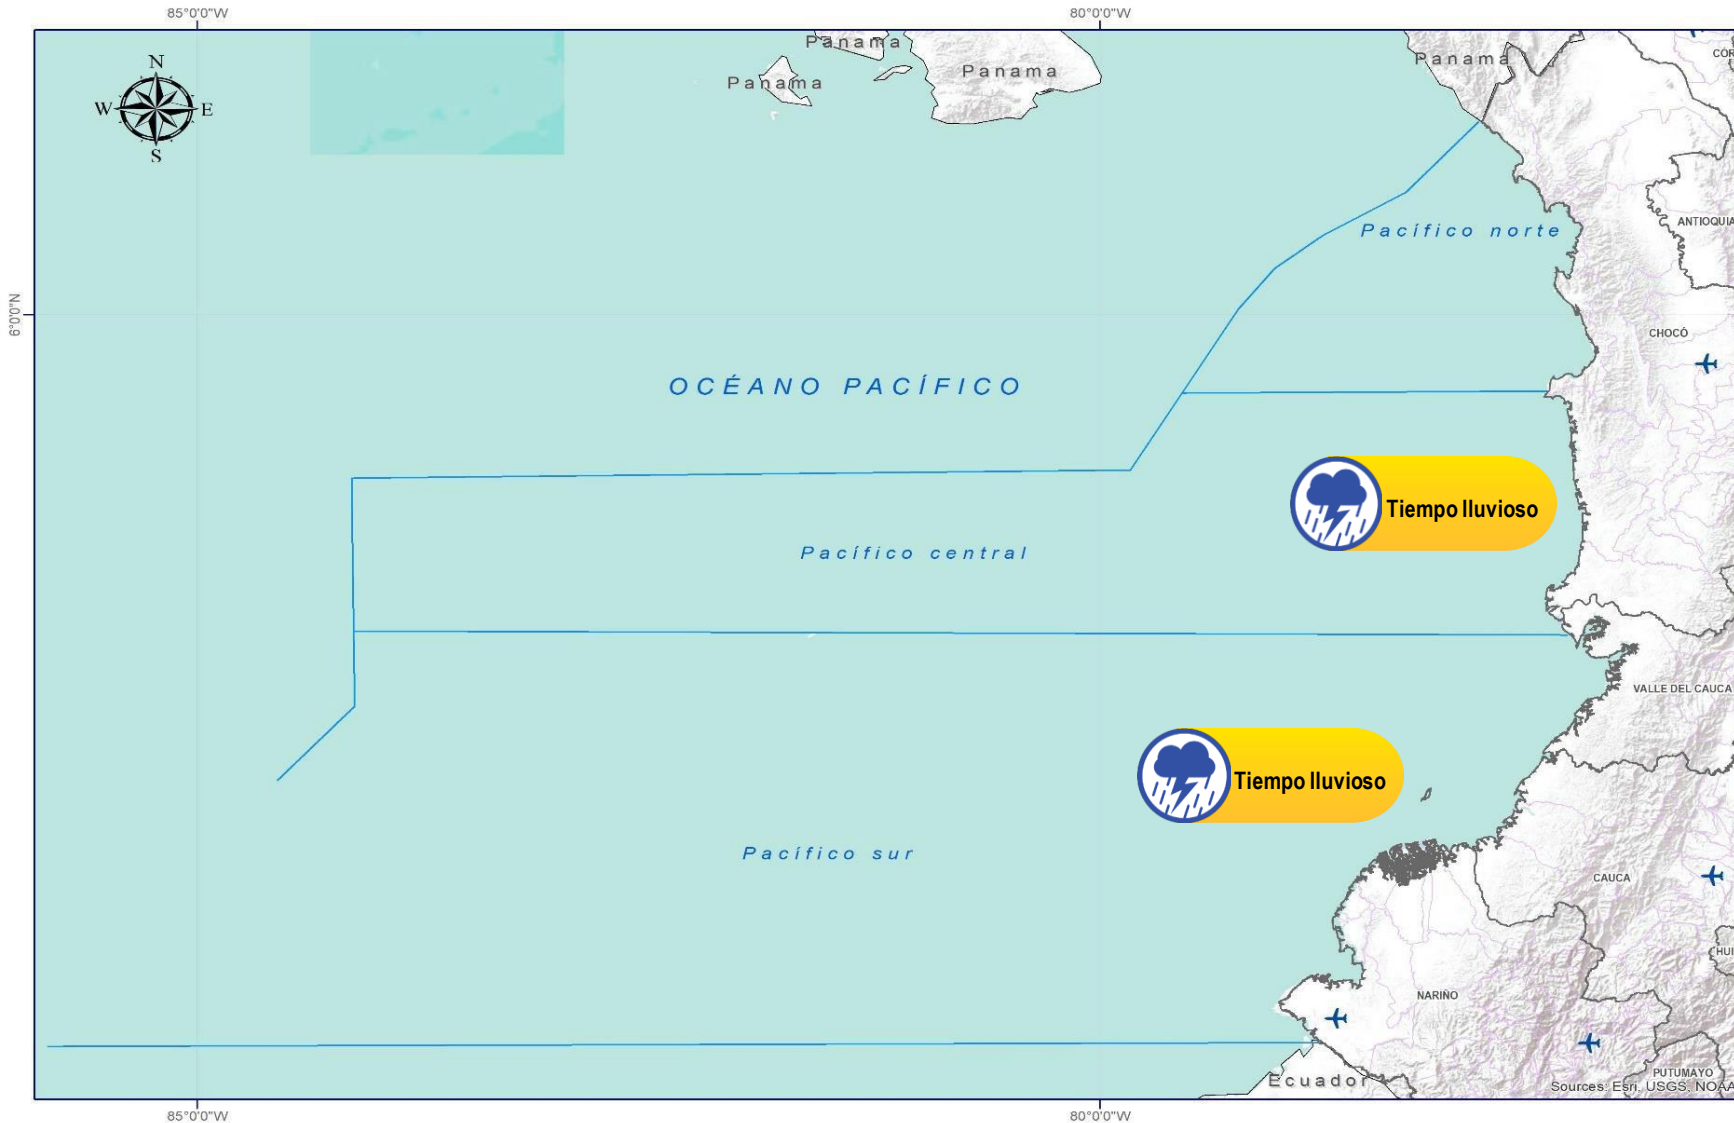 85°0'0"W
80°0'0"W
Panama
Panama
Panama
Panama
N
W
E
S
ANTIOQUIA
Pacífico norte
6°0'0"N
CHOCÓ
OCÉANO PACÍFICO
Tiempo lluvioso
Pacífico central
VALLE DEL CAUCA
Tiempo lluvioso
Pacífico sur
CAUCA
NARIÑO
PUTUMAYO
Ecuador
Sources: Esri, USGS, NOAA
85°0'0"W
80°0'0"W